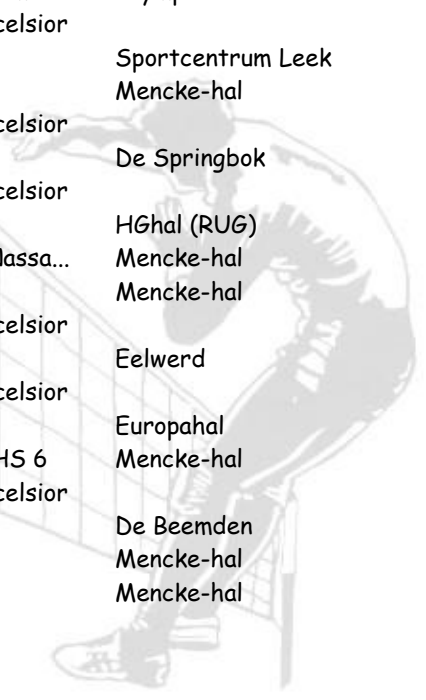 celsior
Sportcentrum Leek
Mencke-hal
celsior
De Springbok
celsior
HGhal (RUG)
lassa... Mencke-hal
Mencke-hal
celsior
Eelwerd
celsior
Europahal
HS 6 Mencke-hal
celsior
De Beemden
Mencke-hal
Mencke-hal